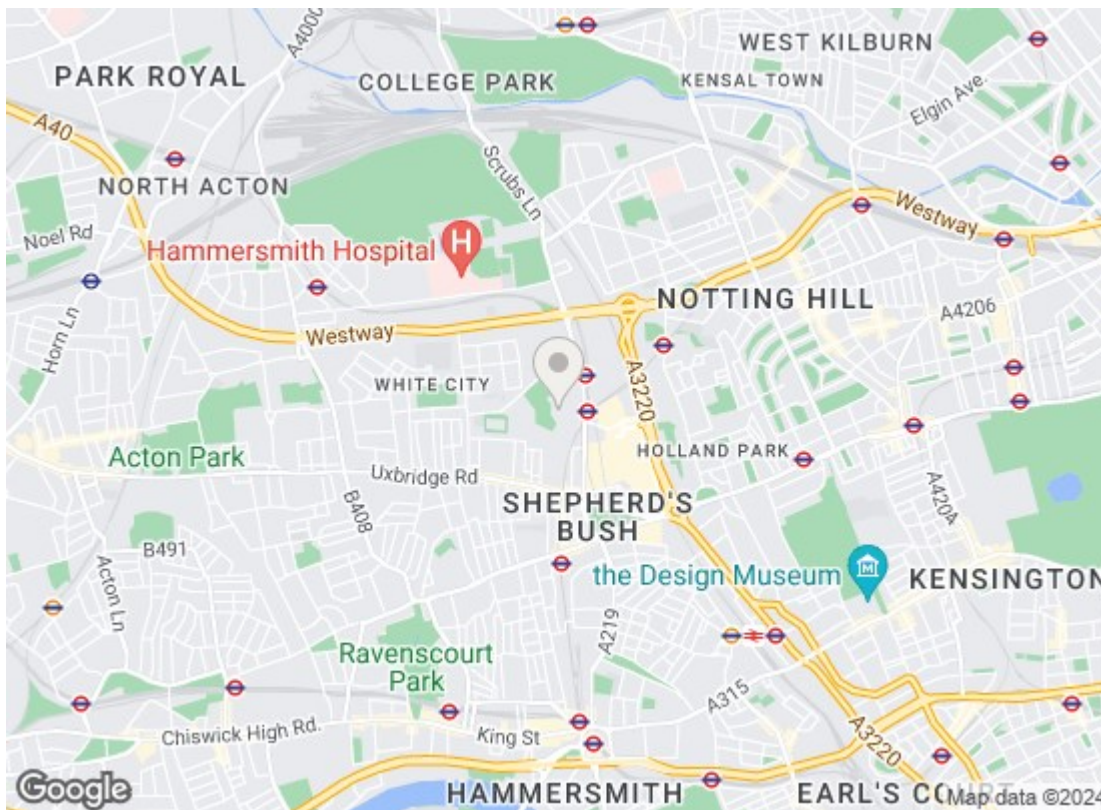 WEST KILBURN
A4000
PARK ROYAL
COLLEGE PARK
KENSAL TOWN
Elgin Ave.
A40
Scrubs Ln
NORTH ACTON
Westway
Noel Rd
Hammersmith Hospital
H
NOTTING HILL
A4206
Horn Ln
Westway
A3220
WHITE CITY
Acton Park
HOLLAND PARK
Uxbridge Rd
B408
A420A
SHEPHERD'S
BUSH
B491
Acton Ln
the Design Museum
M
KENSINGTON
A219
Ravenscourt
Park
A315
Chiswick High Rd.
King St
A3220
Google
HAMMERSMITH
EARL'S
Map data ©2024